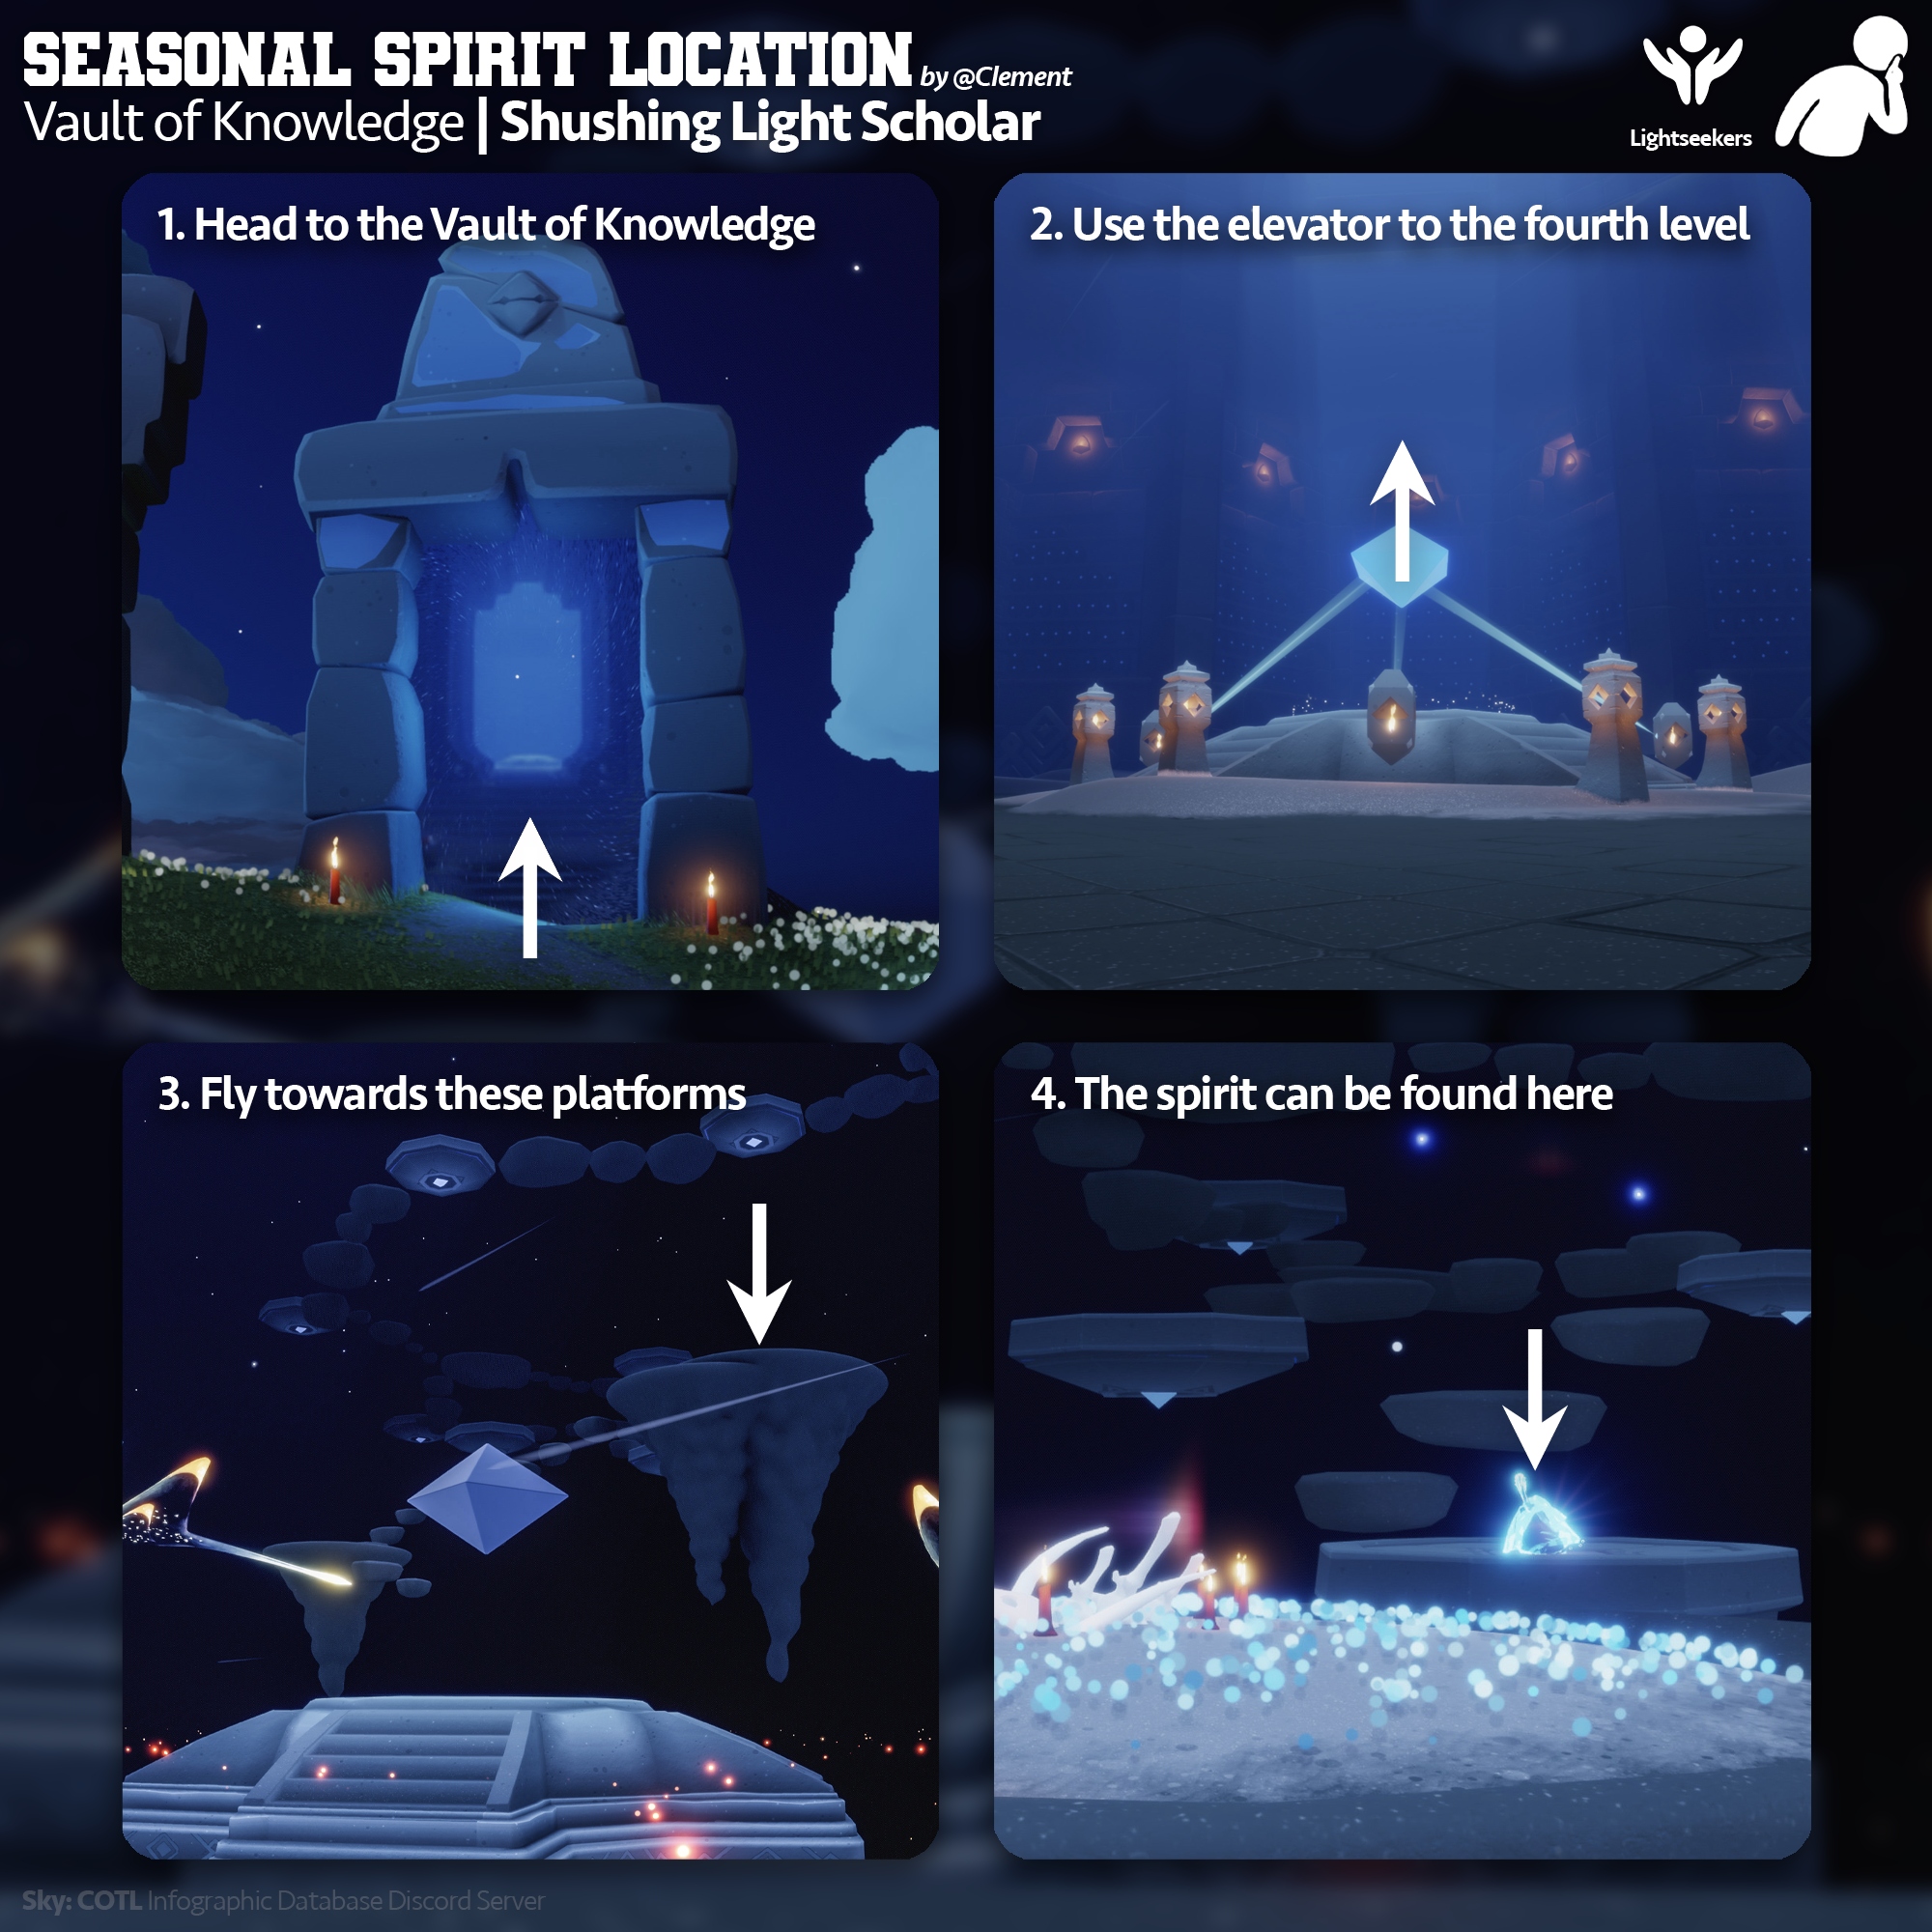 SEASONAL SPIRIT LOCATION by @Clement
Vault of Knowledge | Shushing Light Scholar
Lightseekers
1. Head to the Vault of Knowledge
2. Use the elevator to the fourth level
3. Fly towards these platforms
4. The spirit can be found here
Sky: COTL Infographic Database Discord Server